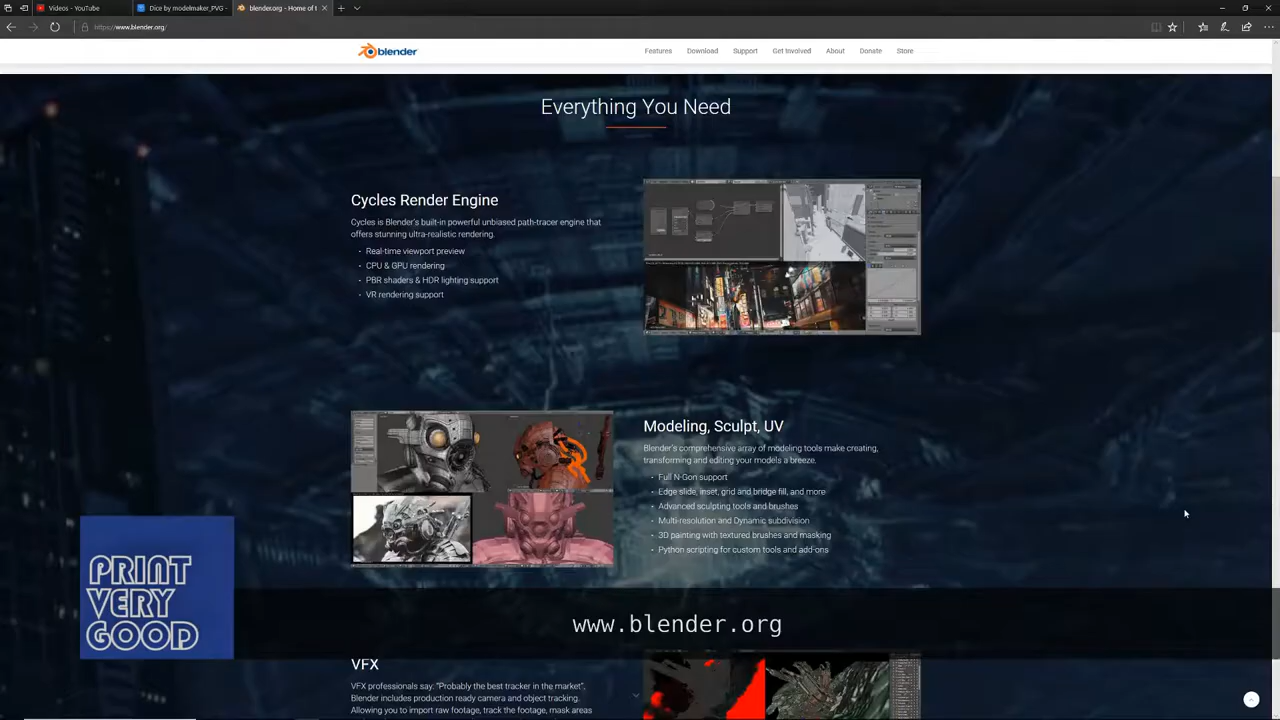 Videos - YouTube
Dice by modelmaker_PVG -
blender.org - Home of t
https://www.blender.org/
blender
Features
Download
Support
Get Involved
About
Donate
Store
Everything You Need
Cycles Render Engine
Cycles is Blender's built-in powerful unbiased path-tracer engine that
offers stunning ultra-realistic rendering.
- Real-time viewport preview
- CPU & GPU rendering
- PBR shaders & HDR lighting support
- VR rendering support
Modeling, Sculpt, UV
Blender's comprehensive array of modeling tools make creating,
transforming and editing your models a breeze.
- Full N-Gon support
- Edge slide, inset, grid and bridge fill, and more
- Advanced sculpting tools and brushes
- Multi-resolution and Dynamic subdivision
- 3D painting with textured brushes and masking
- Python scripting for custom tools and add-ons
PRINT
VERY
GOOD
www.blender.org
VFX
VFX professionals say: "Probably the best tracker in the market".
Blender includes production ready camera and object tracking.
Allowing you to import raw footage, track the footage, mask areas